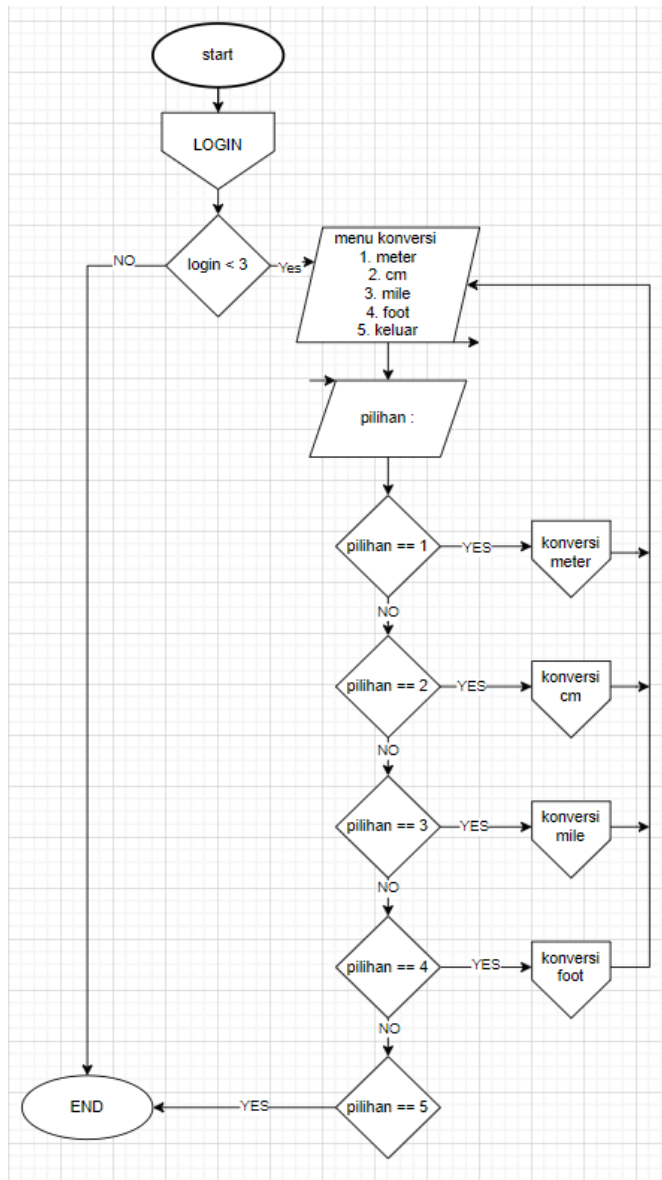 start
LOGIN
login < 3
NO
Yes
menu konversi
1. meter
2. cm
3. mile
4. foot
5. keluar
pilihan :
pilihan == 1
YES
konversi
meter
NO
pilihan == 2
YES
konversi
cm
NO
pilihan == 3
YES
konversi
mile
NO
pilihan == 4
YES
konversi
foot
NO
pilihan == 5
YES
END